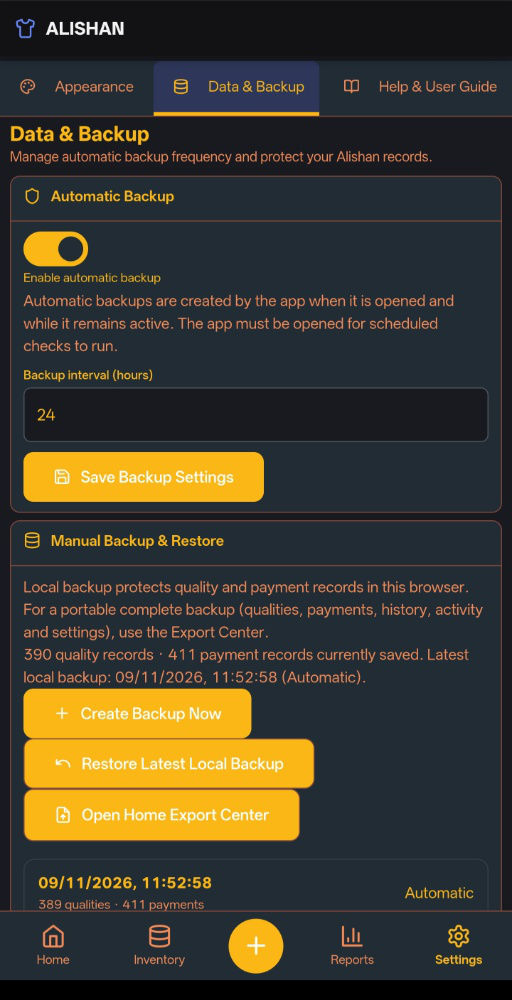 ALISHAN
Appearance
Data & Backup
Help & User Guide
Data & Backup
Manage automatic backup frequency and protect your Alishan records.
Automatic Backup
Enable automatic backup
Automatic backups are created by the app when it is opened and
while it remains active. The app must be opened for scheduled
checks to run.
Backup interval (hours)
24
Save Backup Settings
Manual Backup & Restore
Local backup protects quality and payment records in this browser.
For a portable complete backup (qualities, payments, history, activity
and settings), use the Export Center.
390 quality records · 411 payment records currently saved. Latest
local backup: 09/11/2026, 11:52:58 (Automatic).
Create Backup Now
Restore Latest Local Backup
Open Home Export Center
09/11/2026, 11:52:58
Automatic
389 qualities · 411 payments
Home
Inventory
Reports
Settings